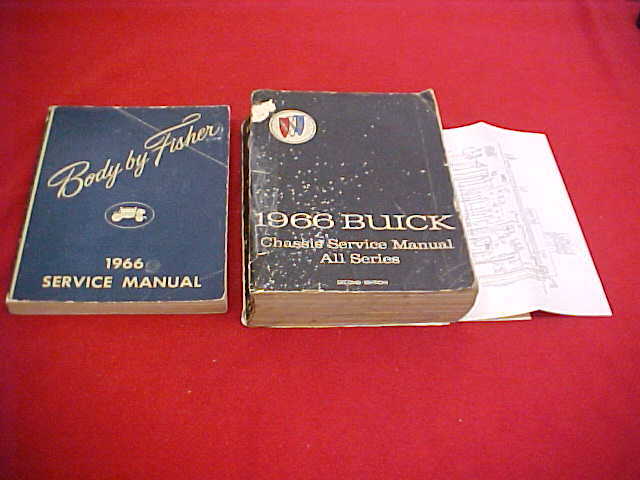 Body by Fisher
1966
SERVICE MANUAL
1966 BUICK
Chassis Service Manual
All Series
SECOND EDITION